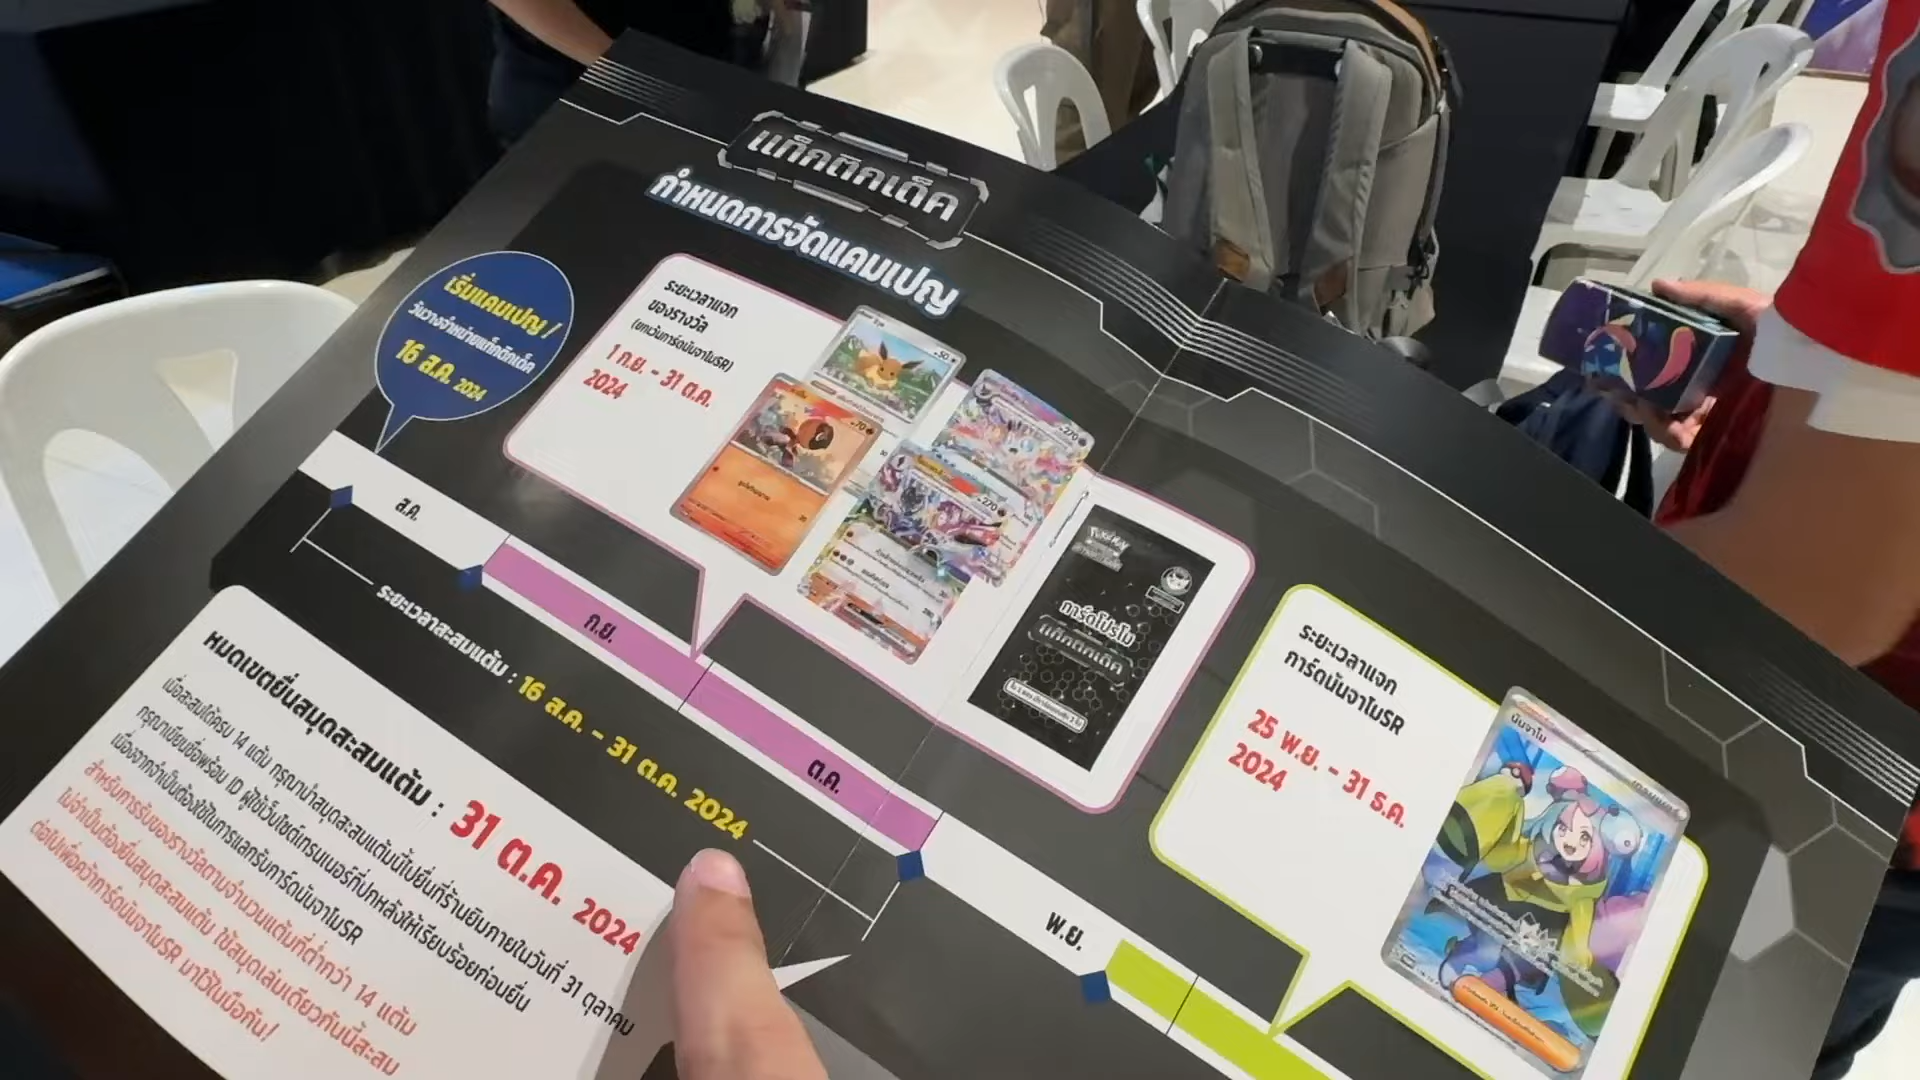 แท็กติคเด็ค
กำหนดการจัดแคมเปญ
เริ่มแคมเปญ /
วันวางจำหน่ายแท็กติกเด็ค
16 ส.ค. 2024
ระยะเวลาแจก
ของรางวัล
(ยกเว้นการ์ดนันจาโมSR)
1 ก.ย. - 31 ต.ค.
2024
50
70
270
270
Pokémon
การ์ดโปรโม
แท็กติกเด็ค
ระยะเวลาแจก
การ์ดนันจาโมSR
25 พ.ย. - 31 ธ.ค.
2024
นันจาโม
ส.ค.
ก.ย.
ต.ค.
พ.ย.
ระยะเวลาสะสมแต้ม : 16 ส.ค. - 31 ต.ค. 2024
หมดเขตยื่นสมุดสะสมแต้ม : 31 ต.ค. 2024
เมื่อสะสมได้ครบ 14 แต้ม กรุณานำสมุดสะสมแต้มนี้ไปยื่นที่ร้านยืมภายในวันที่ 31 ตุลาคม
กรุณาเขียนชื่อพร้อม ID ผู้ใช้เว็บไซต์เทรนเนอร์ที่ปกหลังให้เรียบร้อยก่อนยื่น
เนื่องจากจำเป็นต้องใช้ในการแลกรับการ์ดนันจาโมSR
สำหรับการรับของรางวัลตามจำนวนแต้มที่ต่ำกว่า 14 แต้ม
ไม่จำเป็นต้องยื่นสมุดสะสมแต้ม ใช้สมุดเล่มเดียวกันนี้สะสม
ต่อไปเพื่อคว้าการ์ดนันจาโมSR มาไว้ในมือกัน!